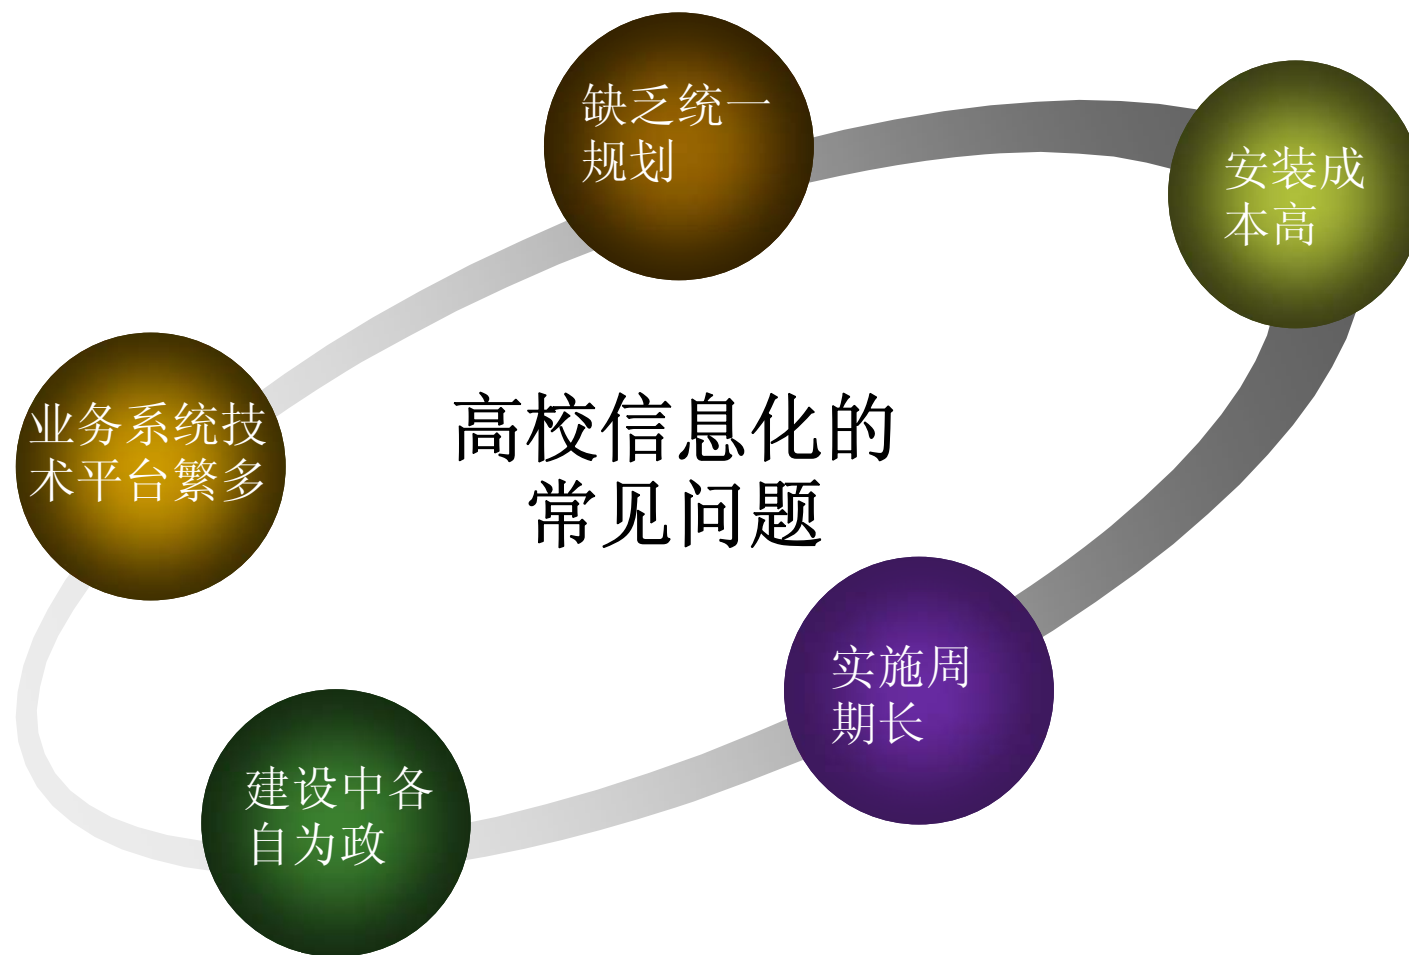 缺乏统一
规划
安装成
本高
业务系统技
术平台繁多
高校信息化的
常见问题
实施周
期长
建设中各
自为政